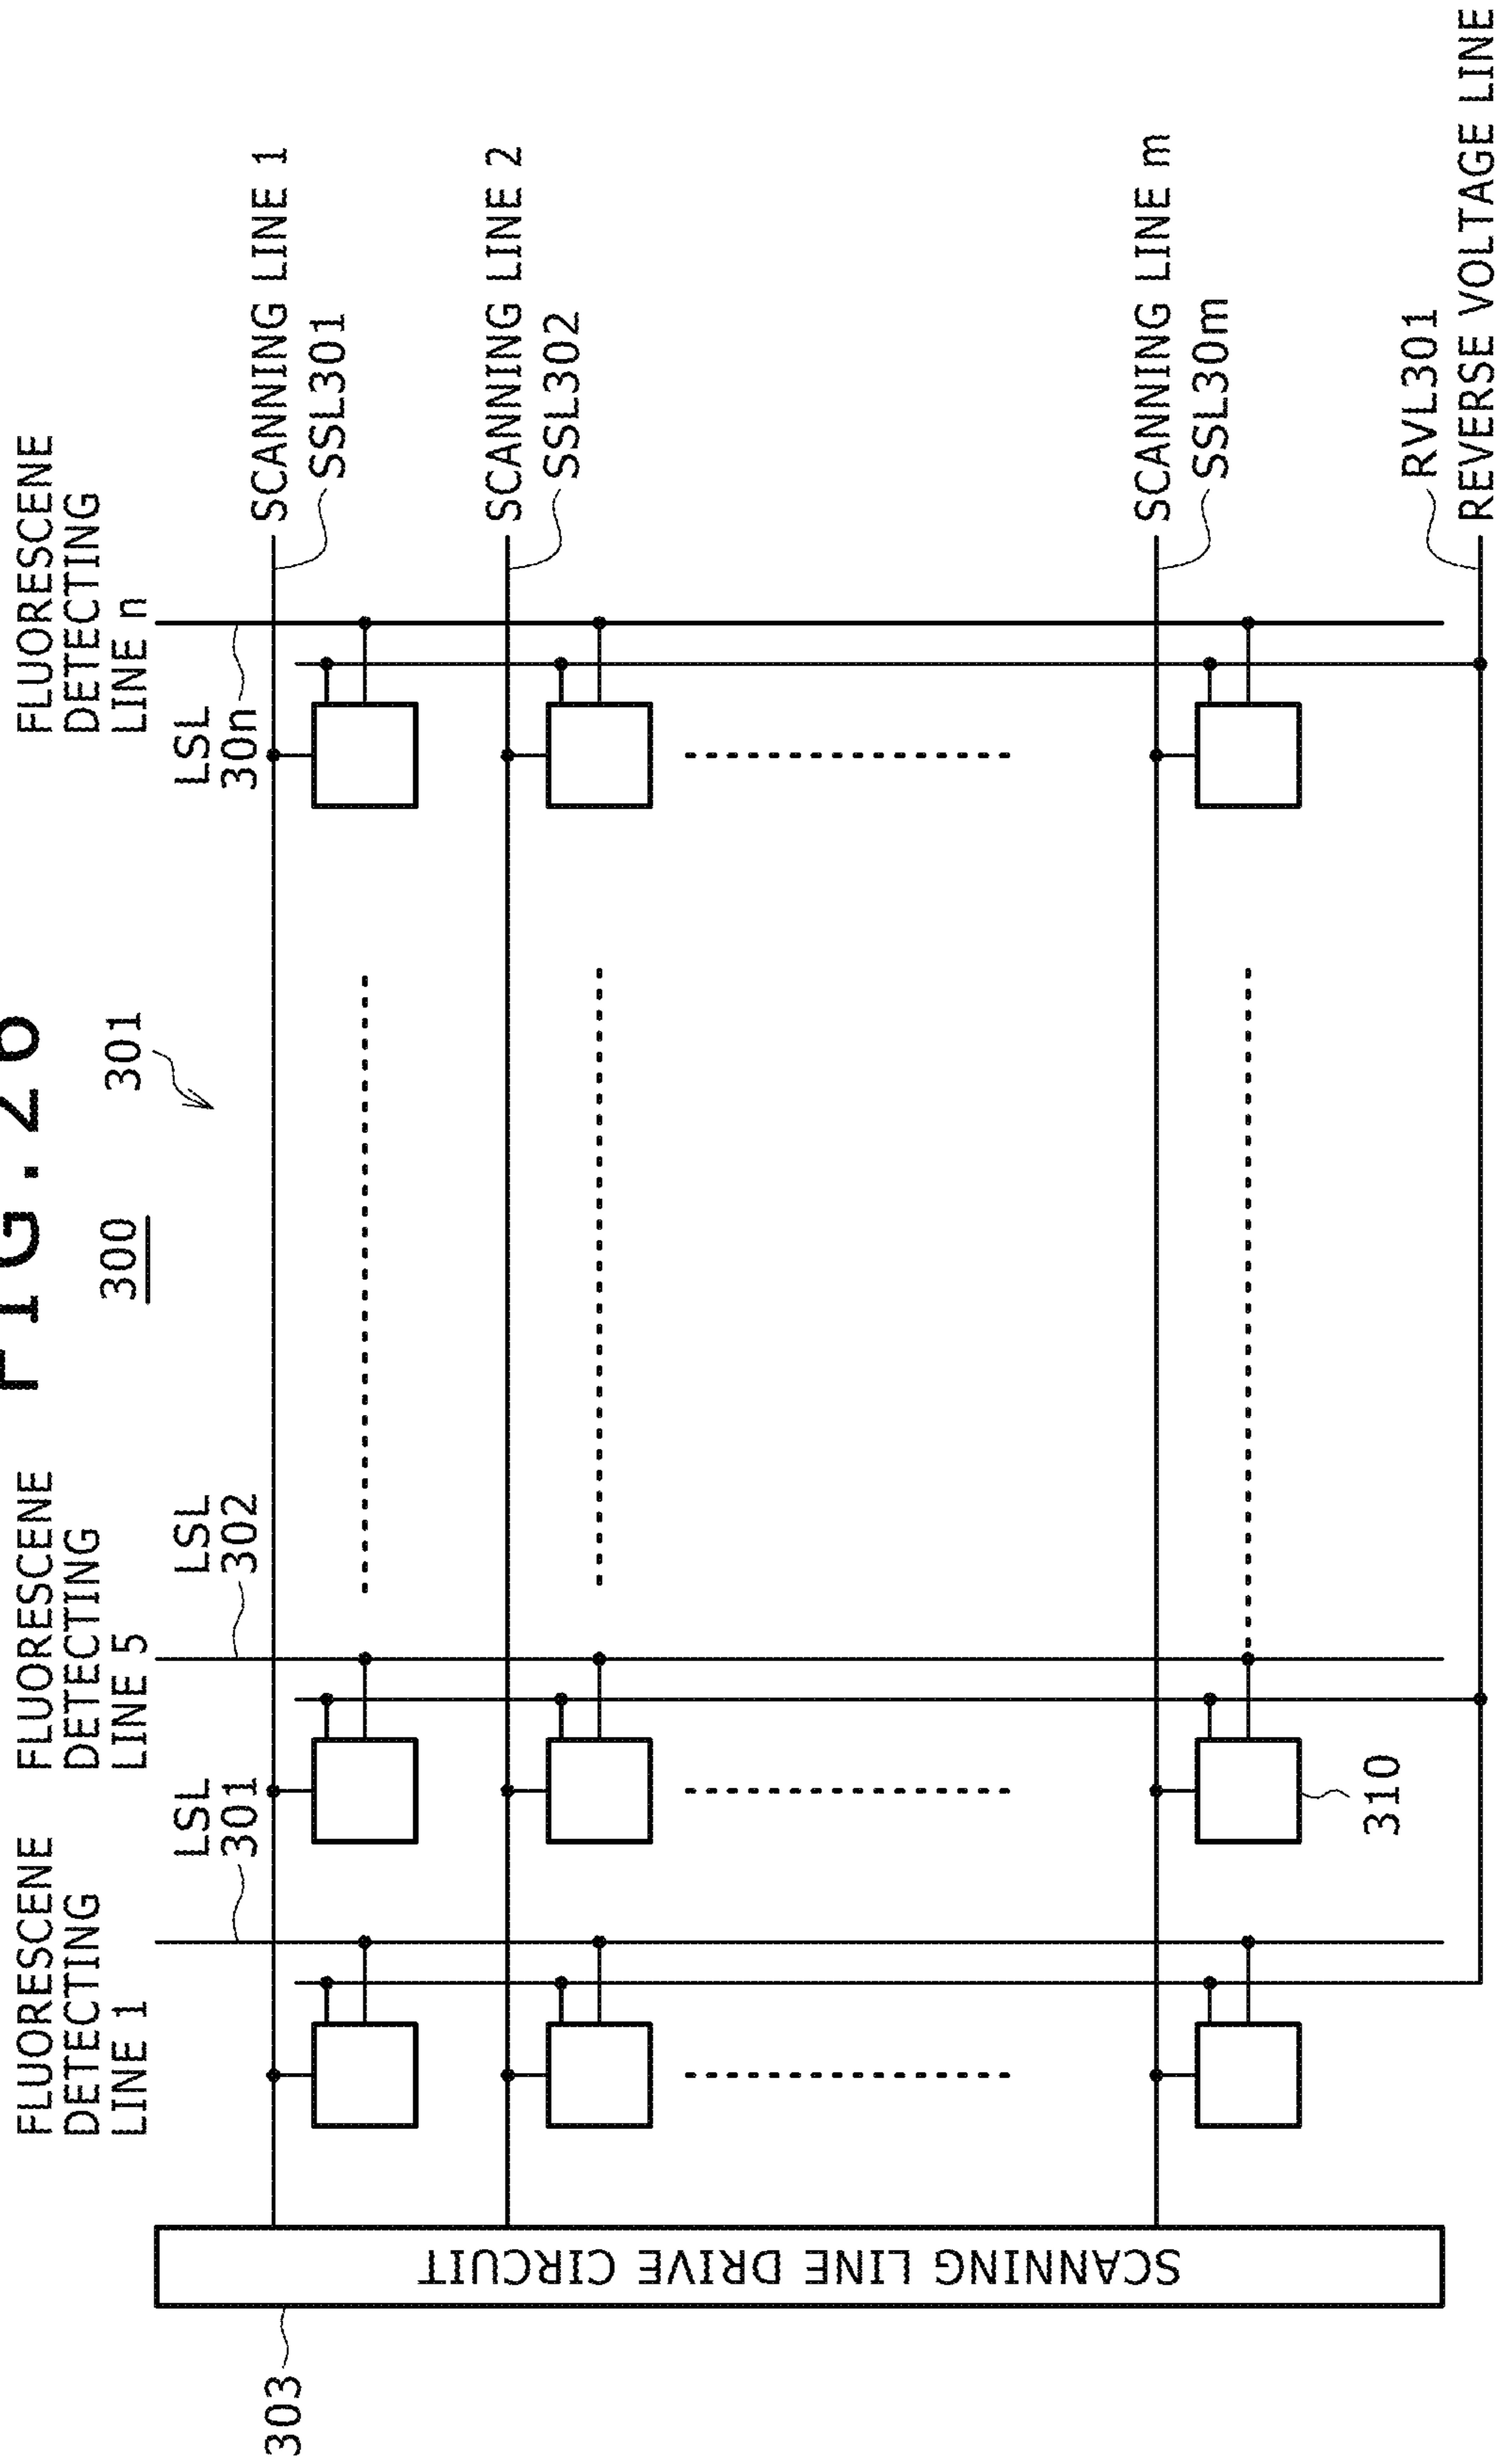 FIG.26
300
301
FLUORESCENE
DETECTING
LINE 1
FLUORESCENE
DETECTING
LINE 5
FLUORESCENE
DETECTING
LINE n
LSL
301
LSL
302
LSL
30n
SCANNING LINE 1
SSL301
SCANNING LINE 2
SSL302
SCANNING LINE m
SSL30m
RVL301
REVERSE VOLTAGE LINE
303
SCANNING LINE DRIVE CIRCUIT
310